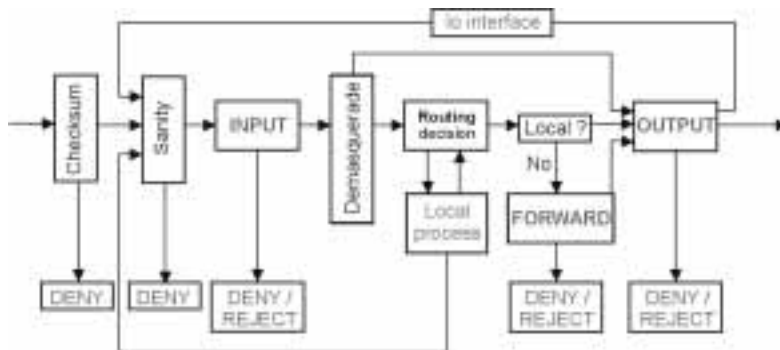 lo interface
Checksum
Sanity
INPUT
Demasquerade
Routing
decision
Local ?
OUTPUT
No
Local
process
FORWARD
DENY
DENY
DENY /
REJECT
DENY /
REJECT
DENY /
REJECT